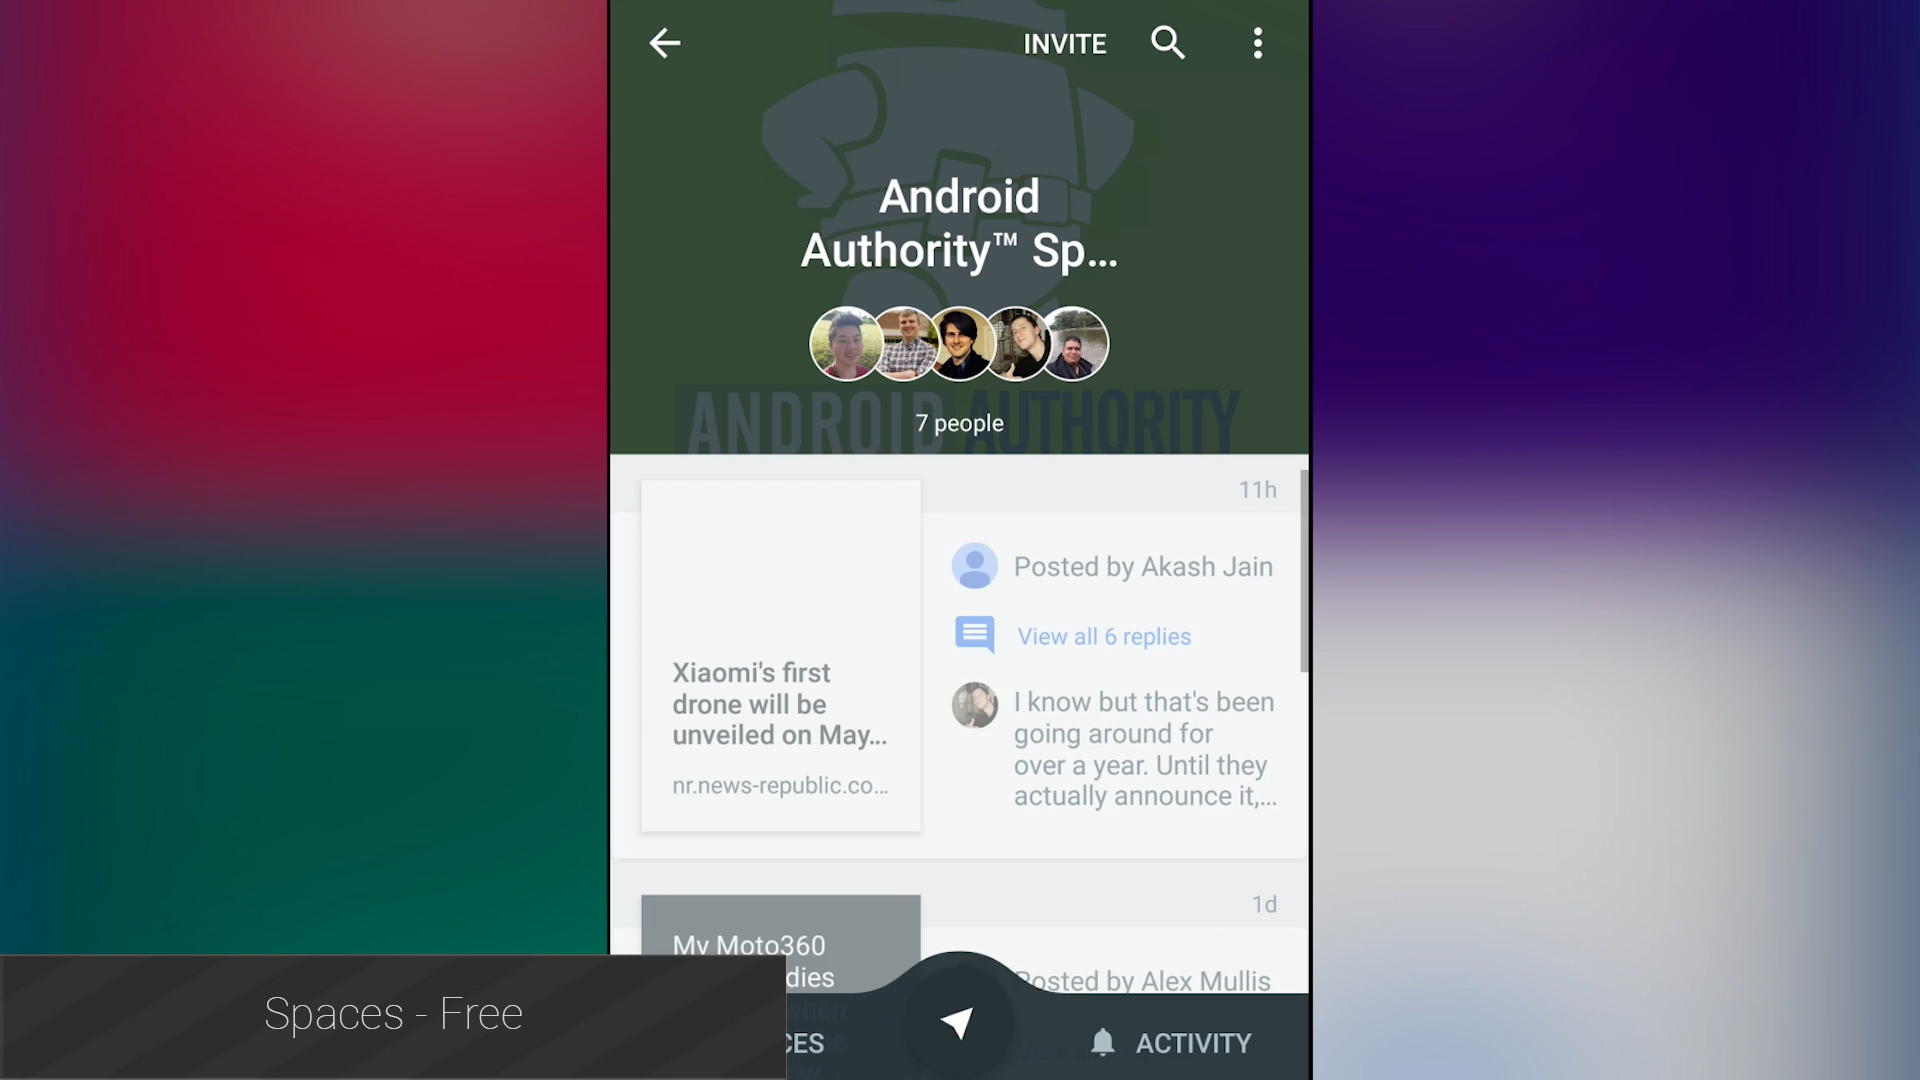 INVITE
Android
Authority™ Sp...
ANDROID AUTHORITY
7 people
11h
Posted by Akash Jain
View all 6 replies
Xiaomi's first
drone will be
unveiled on May...
nr.news-republic.co...
I know but that's been
going around for
over a year. Until they
actually announce it,...
1d
My Moto360
dies
Posted by Alex Mullis
when
CES
ACTIVITY
Spaces - Free